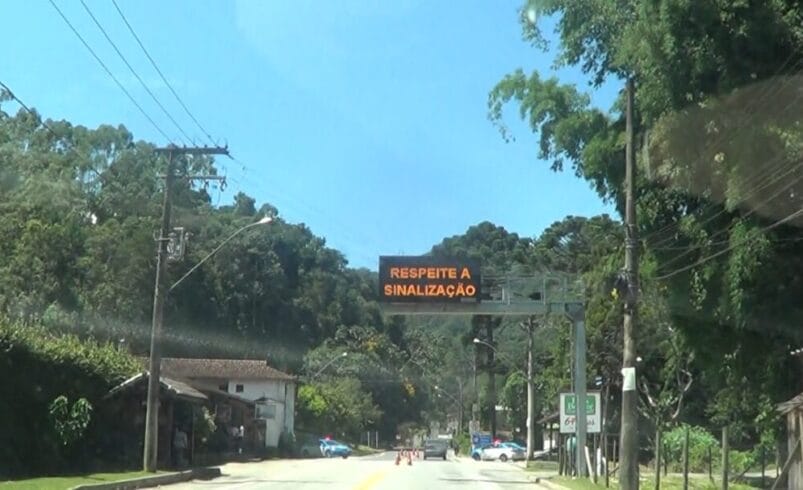 RESPEITE A
SINALIZAÇÃO